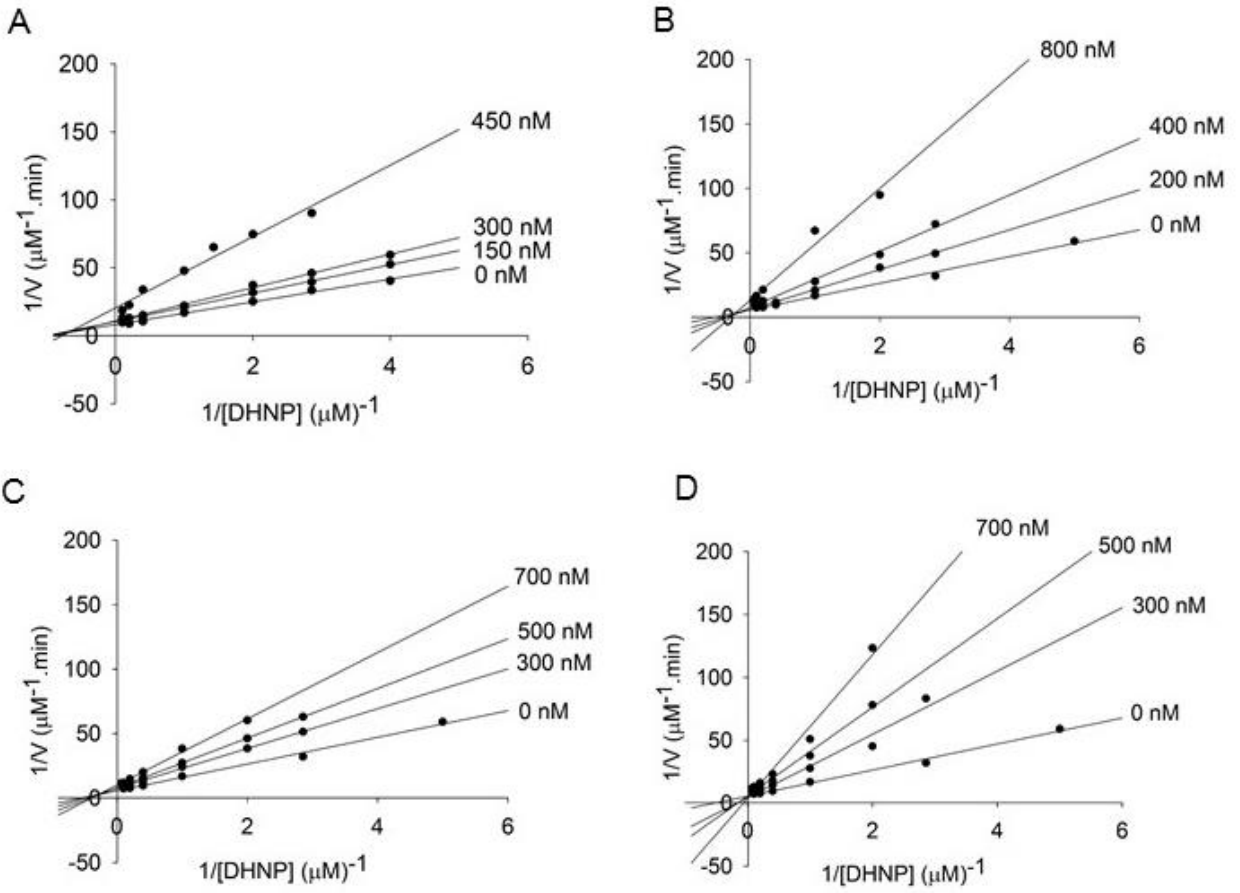 A
200
150
100
50
0
-50
0
2
4
6
1/V (µM⁻¹.min)
1/[DHNP] (µM)⁻¹
450 nM
300 nM
150 nM
0 nM
B
200
150
100
50
0
-50
0
2
4
6
1/V (µM⁻¹.min)
1/[DHNP] (µM)⁻¹
800 nM
400 nM
200 nM
0 nM
C
200
150
100
50
0
-50
0
2
4
6
1/V (µM⁻¹.min)
1/[DHNP] (µM)⁻¹
700 nM
500 nM
300 nM
0 nM
D
200
150
100
50
0
-50
0
2
4
6
1/V (µM⁻¹.min)
1/[DHNP] (µM)⁻¹
700 nM
500 nM
300 nM
0 nM